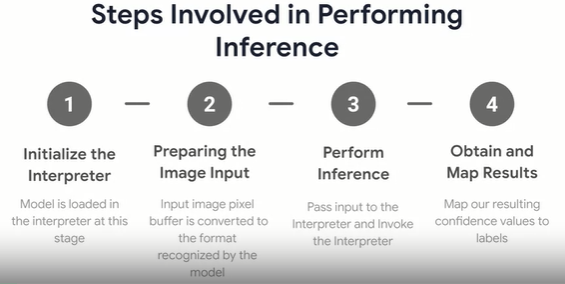 Steps Involved in Performing
Inference
1
2
3
4
Initialize the
Interpreter
Model is loaded in
the interpreter at this
stage
Preparing the
Image Input
Input image pixel
buffer is converted to
the format
recognized by the
model
Perform
Inference
Pass input to the
Interpreter and Invoke
the Interpreter
Obtain and
Map Results
Map our resulting
confidence values to
labels